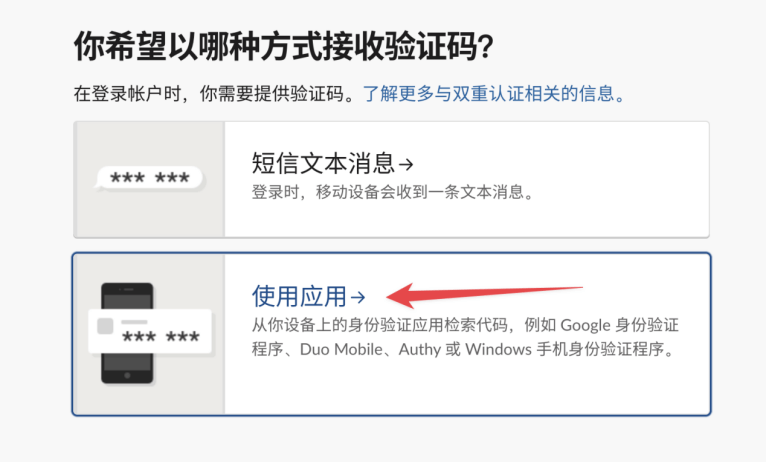 你希望以哪种方式接收验证码?
在登录帐户时，你需要提供验证码。了解更多与双重认证相关的信息。
*** ***
短信文本消息→
登录时，移动设备会收到一条文本消息。
使用应用→
*** ***
从你设备上的身份验证应用检索代码，例如 Google 身份验证
程序、Duo Mobile、Authy 或 Windows 手机身份验证程序。